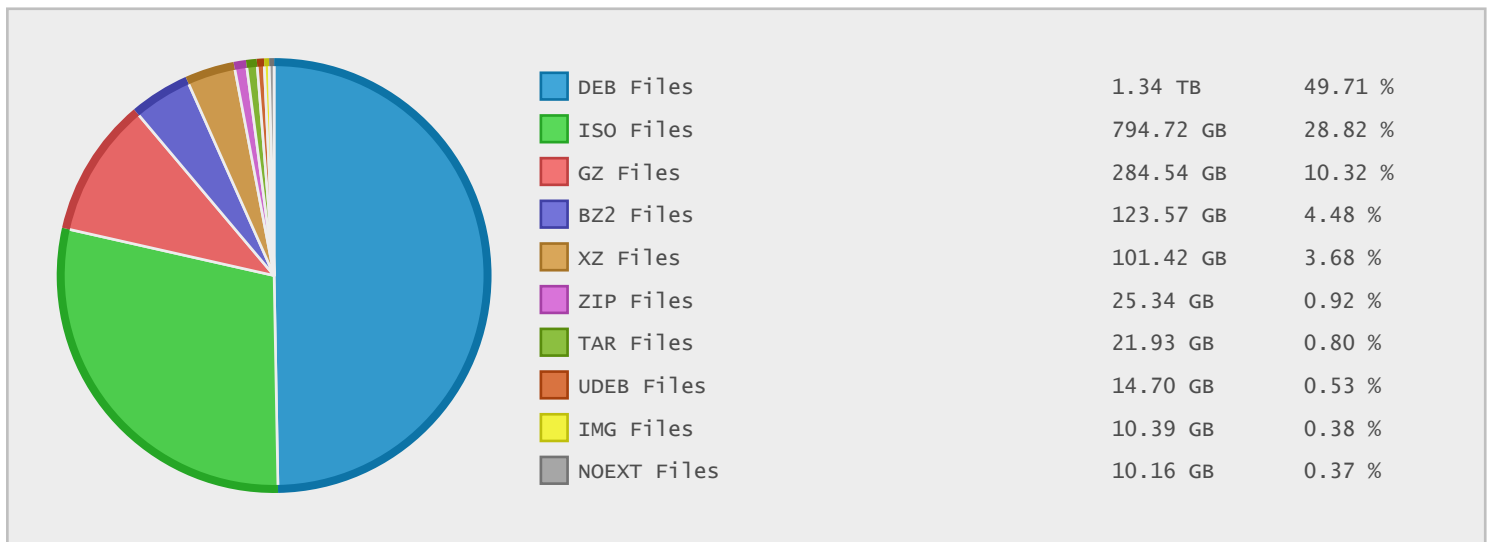 DEB Files 1.34 TB 49.71 %
ISO Files 794.72 GB 28.82 %
GZ Files 284.54 GB 10.32 %
BZ2 Files 123.57 GB 4.48 %
XZ Files 101.42 GB 3.68 %
ZIP Files 25.34 GB 0.92 %
TAR Files 21.93 GB 0.80 %
UDEB Files 14.70 GB 0.53 %
IMG Files 10.39 GB 0.38 %
NOEXT Files 10.16 GB 0.37 %